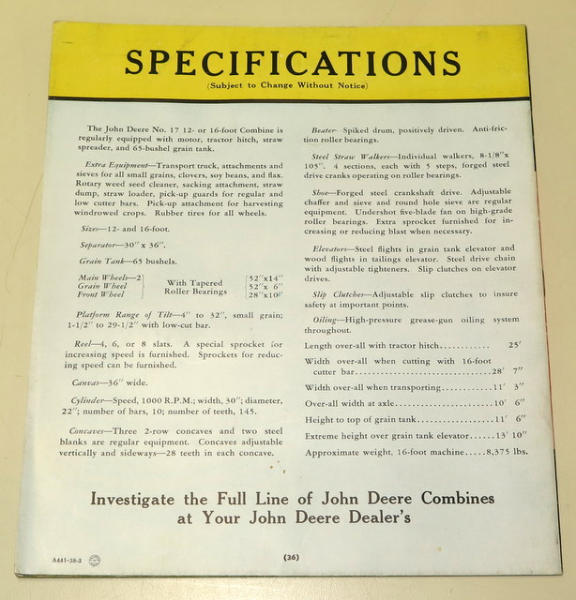 SPECIFICATIONS
(Subject to Change Without Notice)
The John Deere No. 17 12- or 16-foot Combine is
regularly equipped with motor, tractor hitch, straw
spreader, and 65-bushel grain tank.
Extra Equipment—Transport truck, attachments and
sieves for all small grains, clovers, soy beans, and flax.
Rotary weed seed cleaner, sacking attachment, straw
dump, straw loader, pick-up guards for regular and
low cutter bars. Pick-up attachment for harvesting
windrowed crops. Rubber tires for all wheels.
Sizes—12- and 16-foot.
Separator—30" x 36".
Grain Tank—65 bushels.
Main Wheels—2 52"x14"
Grain Wheel With Tapered Roller Bearings 52"x 6"
Front Wheel 28"x10"
Platform Range of Tilt—4" to 32", small grain;
1-1/2" to 29-1/2" with low-cut bar.
Reel—4, 6, or 8 slats. A special sprocket for
increasing speed is furnished. Sprockets for reduc-
ing speed can be furnished.
Canvas—36" wide.
Cylinder—Speed, 1000 R.P.M.; width, 30"; diameter,
22"; number of bars, 10; number of teeth, 145.
Concaves—Three 2-row concaves and two steel
blanks are regular equipment. Concaves adjustable
vertically and sideways—28 teeth in each concave.
Beater—Spiked drum, positively driven. Anti-fric-
tion roller bearings.
Steel Straw Walkers—Individual walkers, 8-1/8"x
105". 4 sections, each with 5 steps, forged steel
drive cranks operating on roller bearings.
Shoe—Forged steel crankshaft drive. Adjustable
chaffer and sieve and round hole sieve are regular
equipment. Undershot five-blade fan on high-grade
roller bearings. Extra sprocket furnished for in-
creasing or reducing blast when necessary.
Elevators—Steel flights in grain tank elevator and
wood flights in tailings elevator. Steel drive chain
with adjustable tighteners. Slip clutches on elevator
drives.
Slip Clutches—Adjustable slip clutches to insure
safety at important points.
Oiling—High-pressure grease-gun oiling system
throughout.
Length over-all with tractor hitch............ 25'
Width over-all when cutting with 16-foot
cutter bar................................28' 7"
Width over-all when transporting............11' 3"
Over-all width at axle.....................10' 6"
Height to top of grain tank................11' 6"
Extreme height over grain tank elevator......13' 10"
Approximate weight, 16-foot machine.....8,375 lbs.
Investigate the Full Line of John Deere Combines
at Your John Deere Dealer's
A441-38-3
(26)